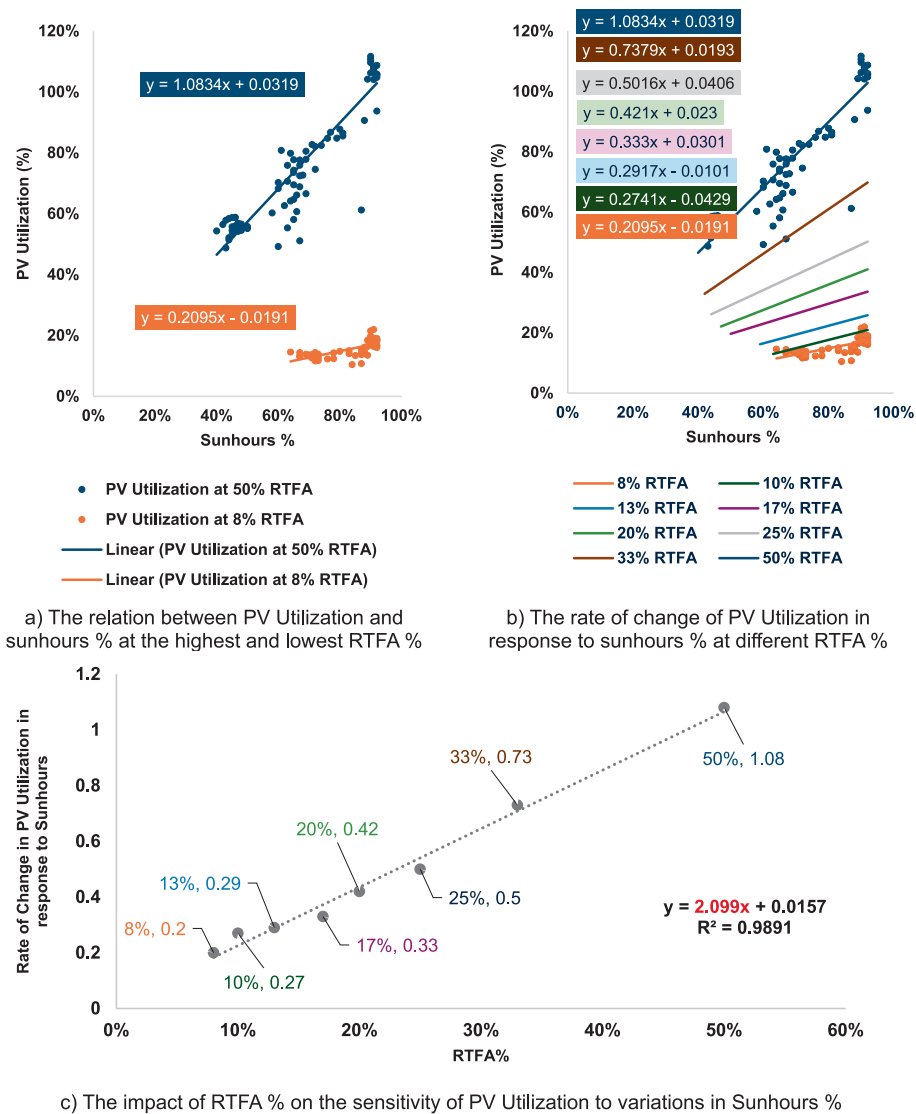 120%
100%
80%
60%
40%
20%
0%
PV Utilization (%)
y = 1.0834x + 0.0319
y = 0.2095x - 0.0191
0% 20% 40% 60% 80% 100%
Sunhours %
PV Utilization at 50% RTFA
PV Utilization at 8% RTFA
Linear (PV Utilization at 50% RTFA)
Linear (PV Utilization at 8% RTFA)
a) The relation between PV Utilization and
sunhours % at the highest and lowest RTFA %
120%
100%
80%
60%
40%
20%
0%
PV Utilization (%)
y = 1.0834x + 0.0319
y = 0.7379x + 0.0193
y = 0.5016x + 0.0406
y = 0.421x + 0.023
y = 0.333x + 0.0301
y = 0.2917x - 0.0101
y = 0.2741x - 0.0429
y = 0.2095x - 0.0191
0% 20% 40% 60% 80% 100%
Sunhours %
8% RTFA 10% RTFA
13% RTFA 17% RTFA
20% RTFA 25% RTFA
33% RTFA 50% RTFA
b) The rate of change of PV Utilization in
response to sunhours % at different RTFA %
1.2
1
0.8
0.6
0.4
0.2
0
Rate of Change in PV Utilization in
response to Sunhours
33%, 0.73
50%, 1.08
20%, 0.42
13%, 0.29
25%, 0.5
8%, 0.2
17%, 0.33
10%, 0.27
y = 2.099x + 0.0157
R² = 0.9891
0% 10% 20% 30% 40% 50% 60%
RTFA%
c) The impact of RTFA % on the sensitivity of PV Utilization to variations in Sunhours %